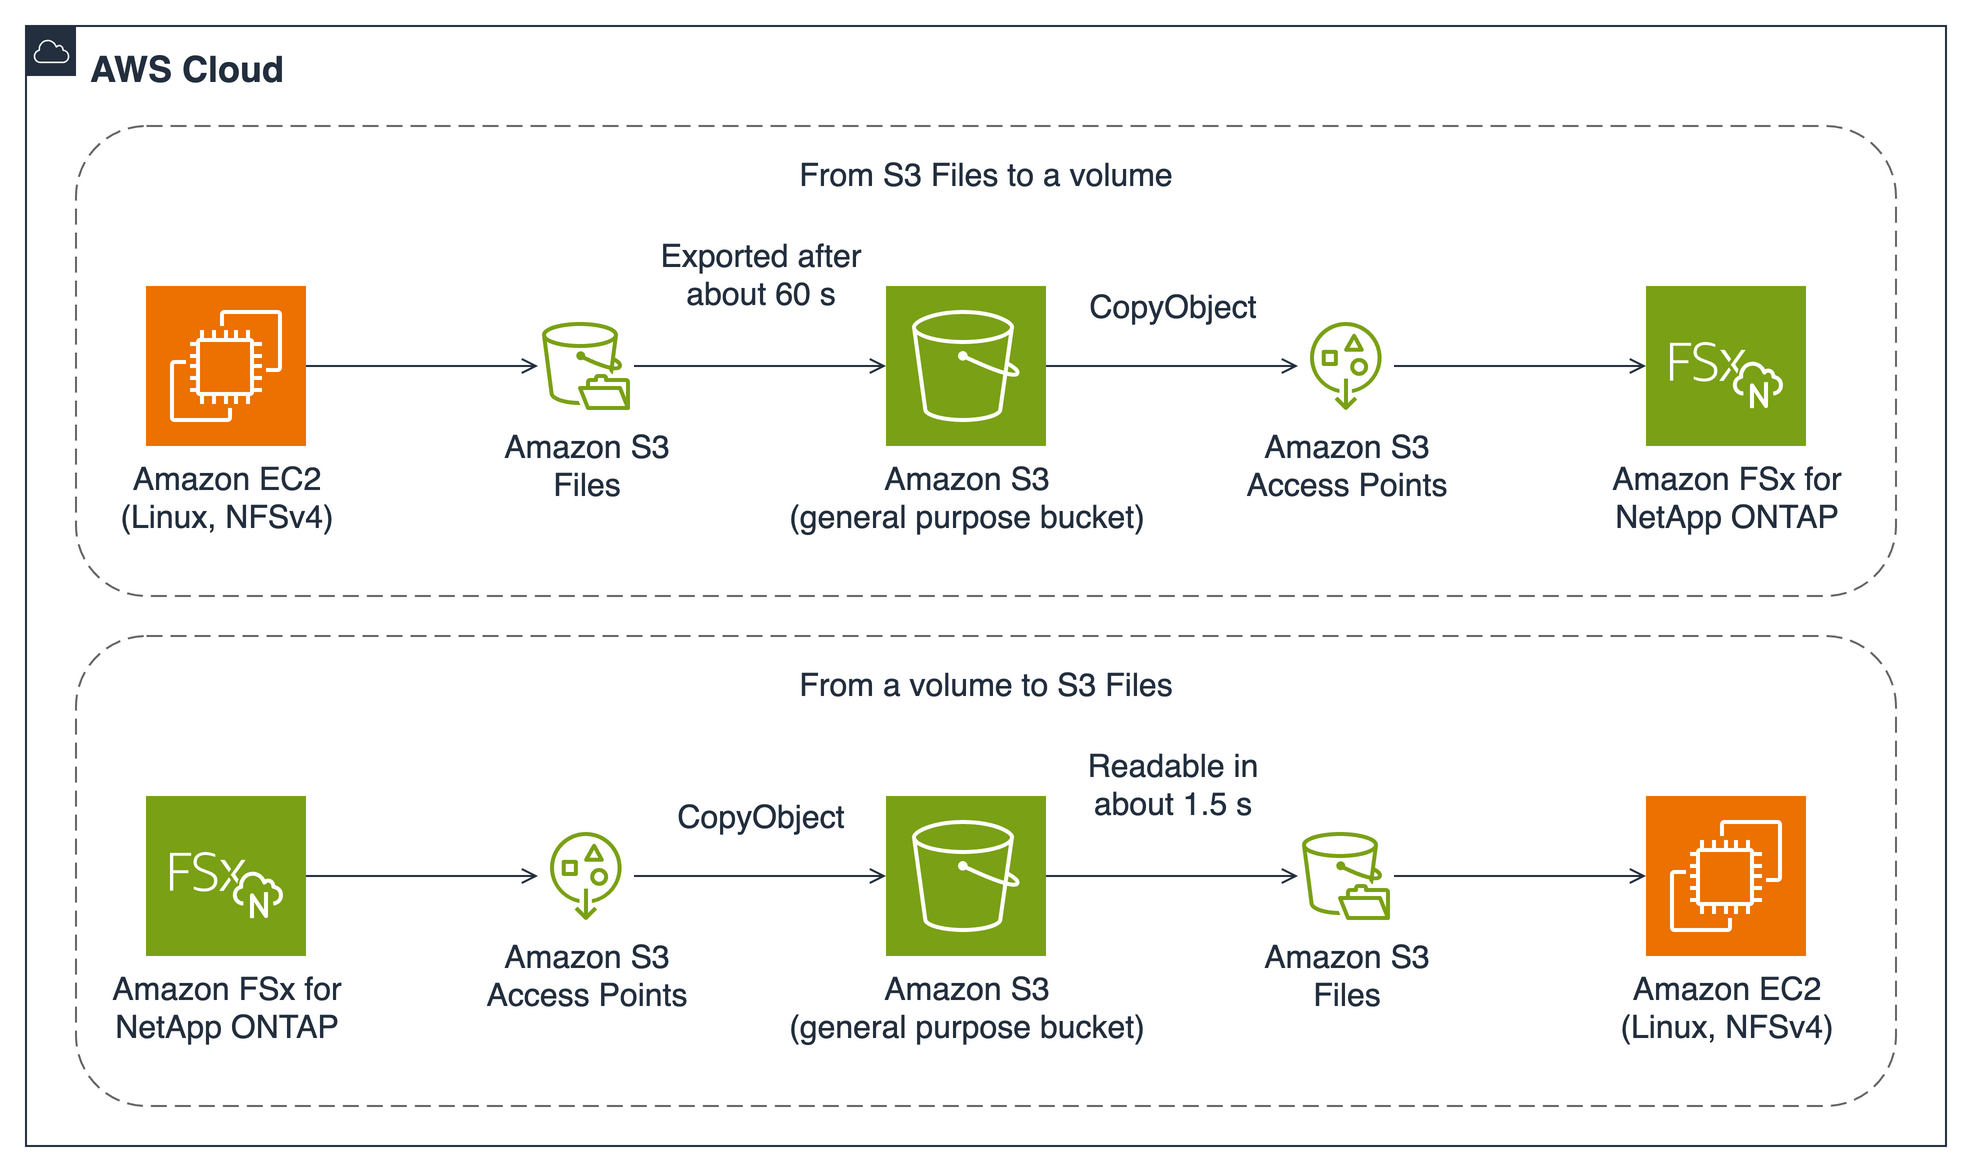 AWS Cloud
From S3 Files to a volume
Exported after
about 60 s
CopyObject
FSx
N
Amazon EC2
(Linux, NFSv4)
Amazon S3
Files
Amazon S3
(general purpose bucket)
Amazon S3
Access Points
Amazon FSx for
NetApp ONTAP
From a volume to S3 Files
CopyObject
Readable in
about 1.5 s
FSx
N
Amazon FSx for
NetApp ONTAP
Amazon S3
Access Points
Amazon S3
(general purpose bucket)
Amazon S3
Files
Amazon EC2
(Linux, NFSv4)